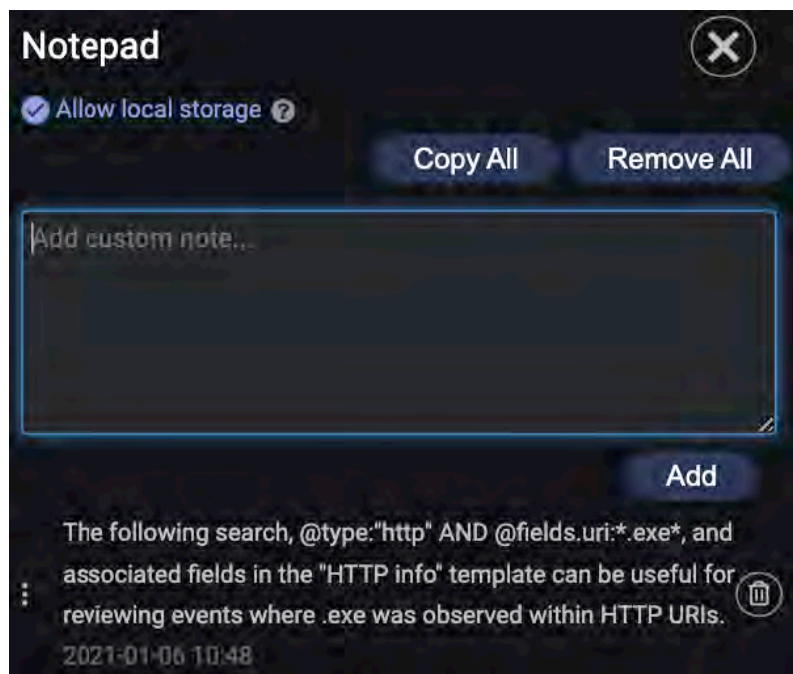 Notepad
Allow local storage ?
Copy All
Remove All
Add custom note...
Add
The following search, @type:"http" AND @fields.uri:*.exe*, and
associated fields in the "HTTP info" template can be useful for
reviewing events where .exe was observed within HTTP URIs.
2021-01-06 10:48